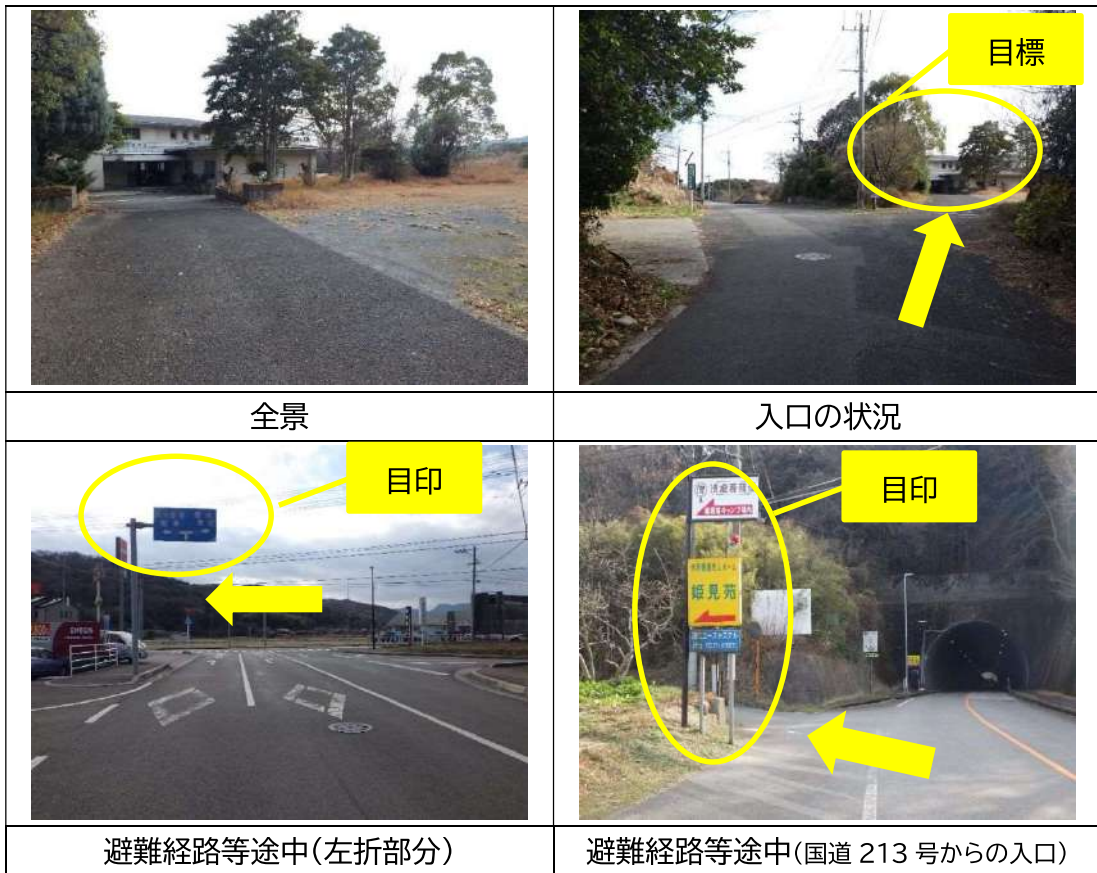 目標
全景
入口の状況
目印
目印
姫見苑
避難経路等途中(左折部分)
避難経路等途中(国道 213 号からの入口)